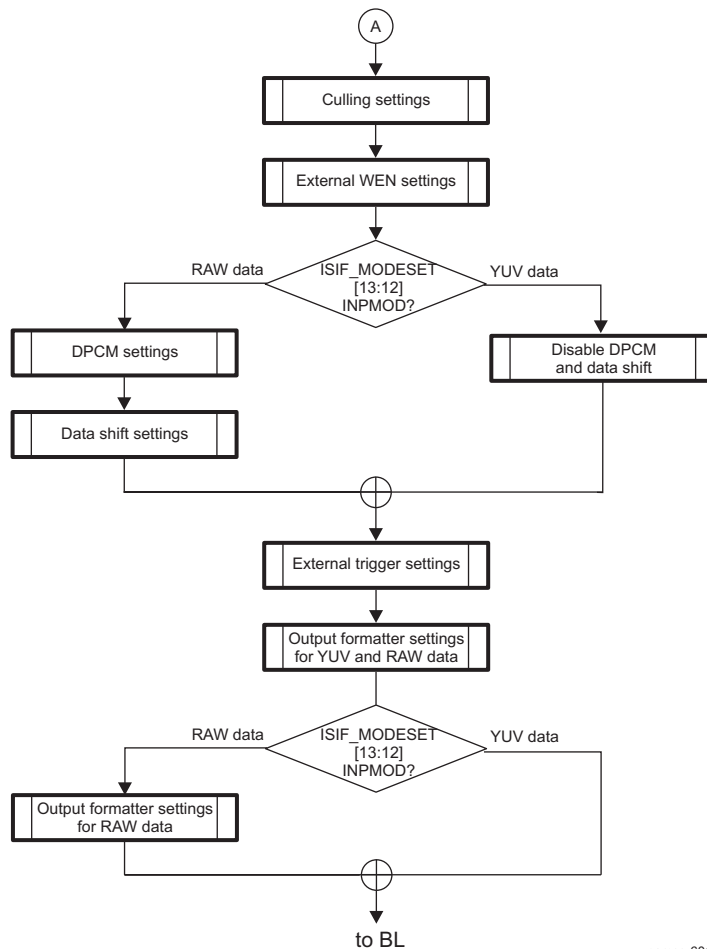 A
Culling settings
External WEN settings
RAW data
ISIF_MODESET
[13:12]
INPMOD?
YUV data
DPCM settings
Disable DPCM
and data shift
Data shift settings
External trigger settings
Output formatter settings
for YUV and RAW data
RAW data
ISIF_MODESET
[13:12]
INPMOD?
YUV data
Output formatter settings
for RAW data
to BL